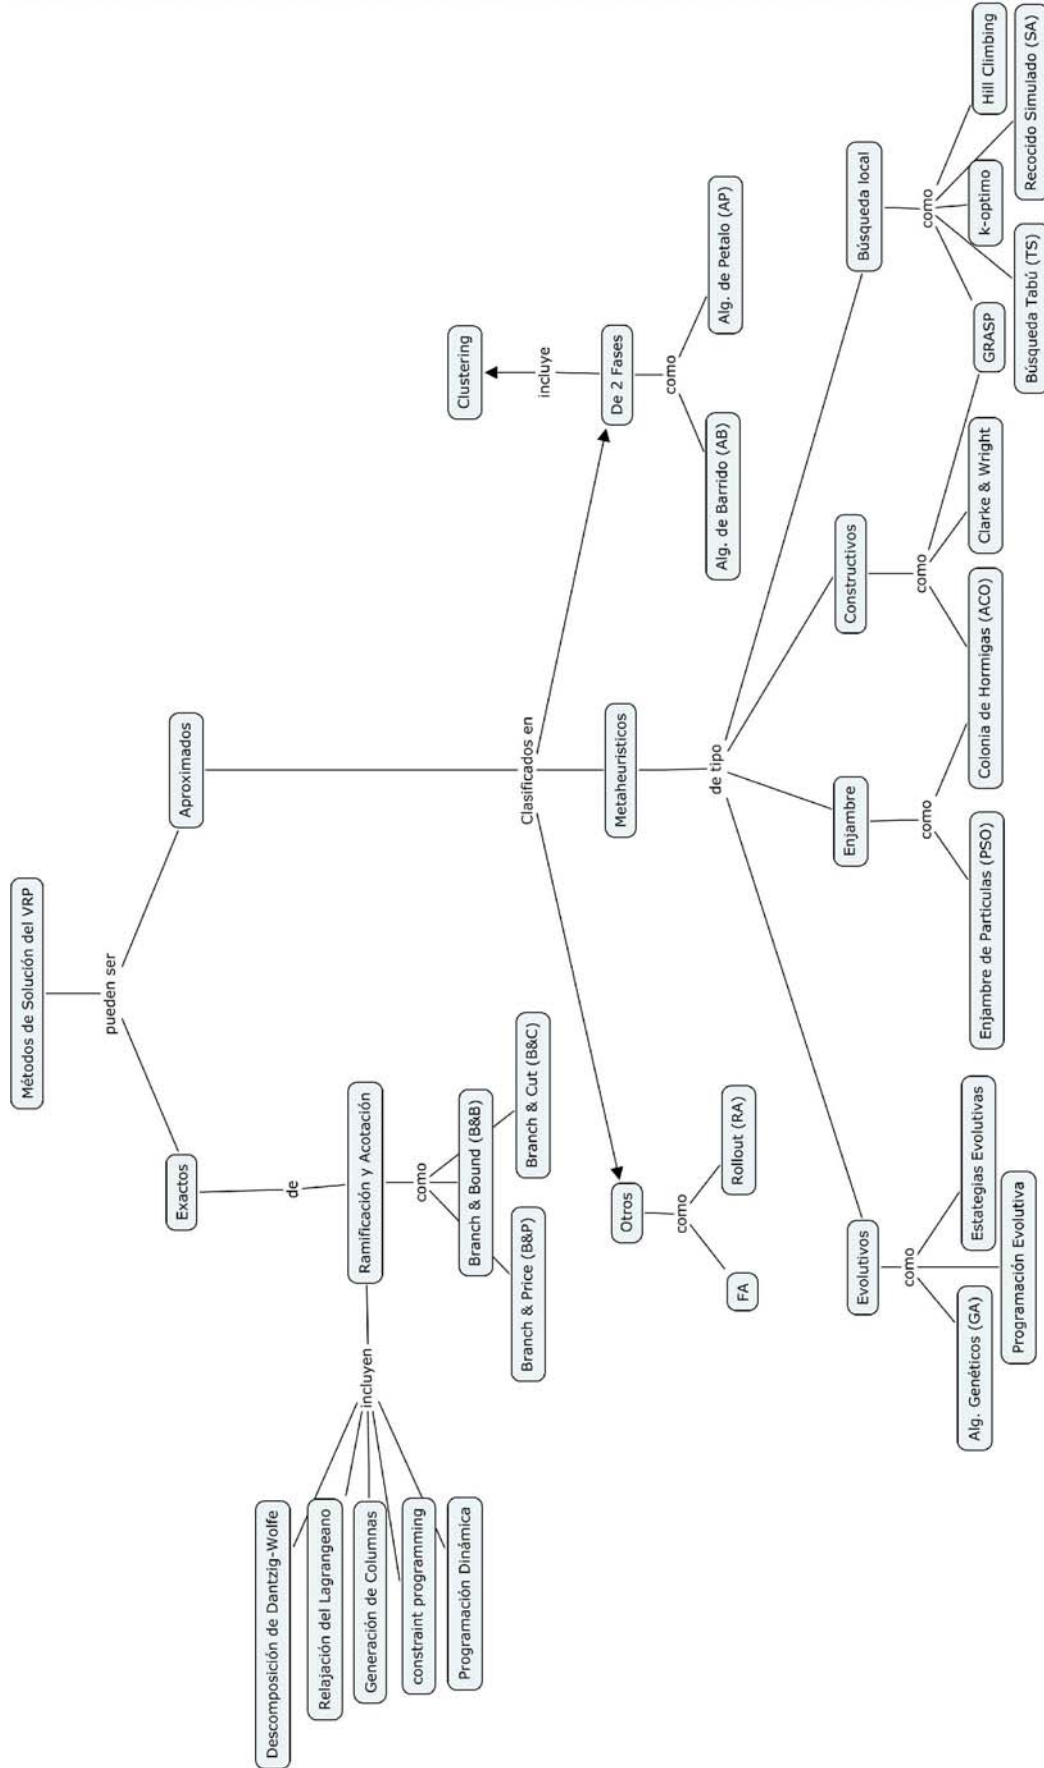 Métodos de Solución del VRP
pueden ser
Exactos
Aproximados
de
Ramificación y Acotación
incluyen
Descomposición de Dantzig-Wolfe
Relajación del Lagrangeano
Generación de Columnas
constraint programming
Programación Dinámica
como
Branch & Bound (B&B)
Branch & Price (B&P)
Branch & Cut (B&C)
Clasificados en
Otros
como
FA
Rollout (RA)
Metaheuristicos
De 2 Fases
incluye
Clustering
como
Alg. de Barrido (AB)
Alg. de Petalo (AP)
de tipo
Evolutivos
como
Alg. Genéticos (GA)
Programación Evolutiva
Estategias Evolutivas
Enjambre
como
Enjambre de Particulas (PSO)
Colonia de Hormigas (ACO)
Constructivos
como
Clarke & Wright
GRASP
Búsqueda local
como
Búsqueda Tabú (TS)
k-optimo
Recocido Simulado (SA)
Hill Climbing